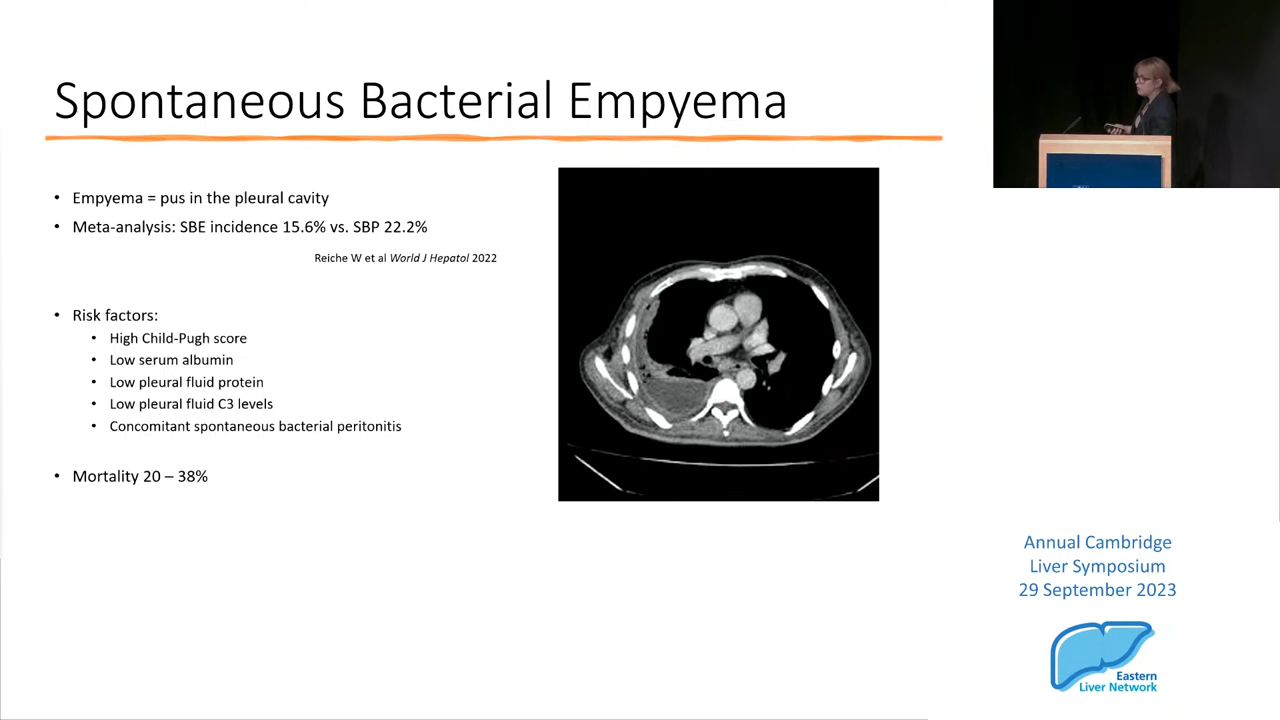 Spontaneous Bacterial Empyema
• Empyema = pus in the pleural cavity
• Meta-analysis: SBE incidence 15.6% vs. SBP 22.2%
Reiche W et al World J Hepatol 2022
• Risk factors:
• High Child-Pugh score
• Low serum albumin
• Low pleural fluid protein
• Low pleural fluid C3 levels
• Concomitant spontaneous bacterial peritonitis
• Mortality 20 – 38%
Annual Cambridge
Liver Symposium
29 September 2023
Eastern
Liver Network